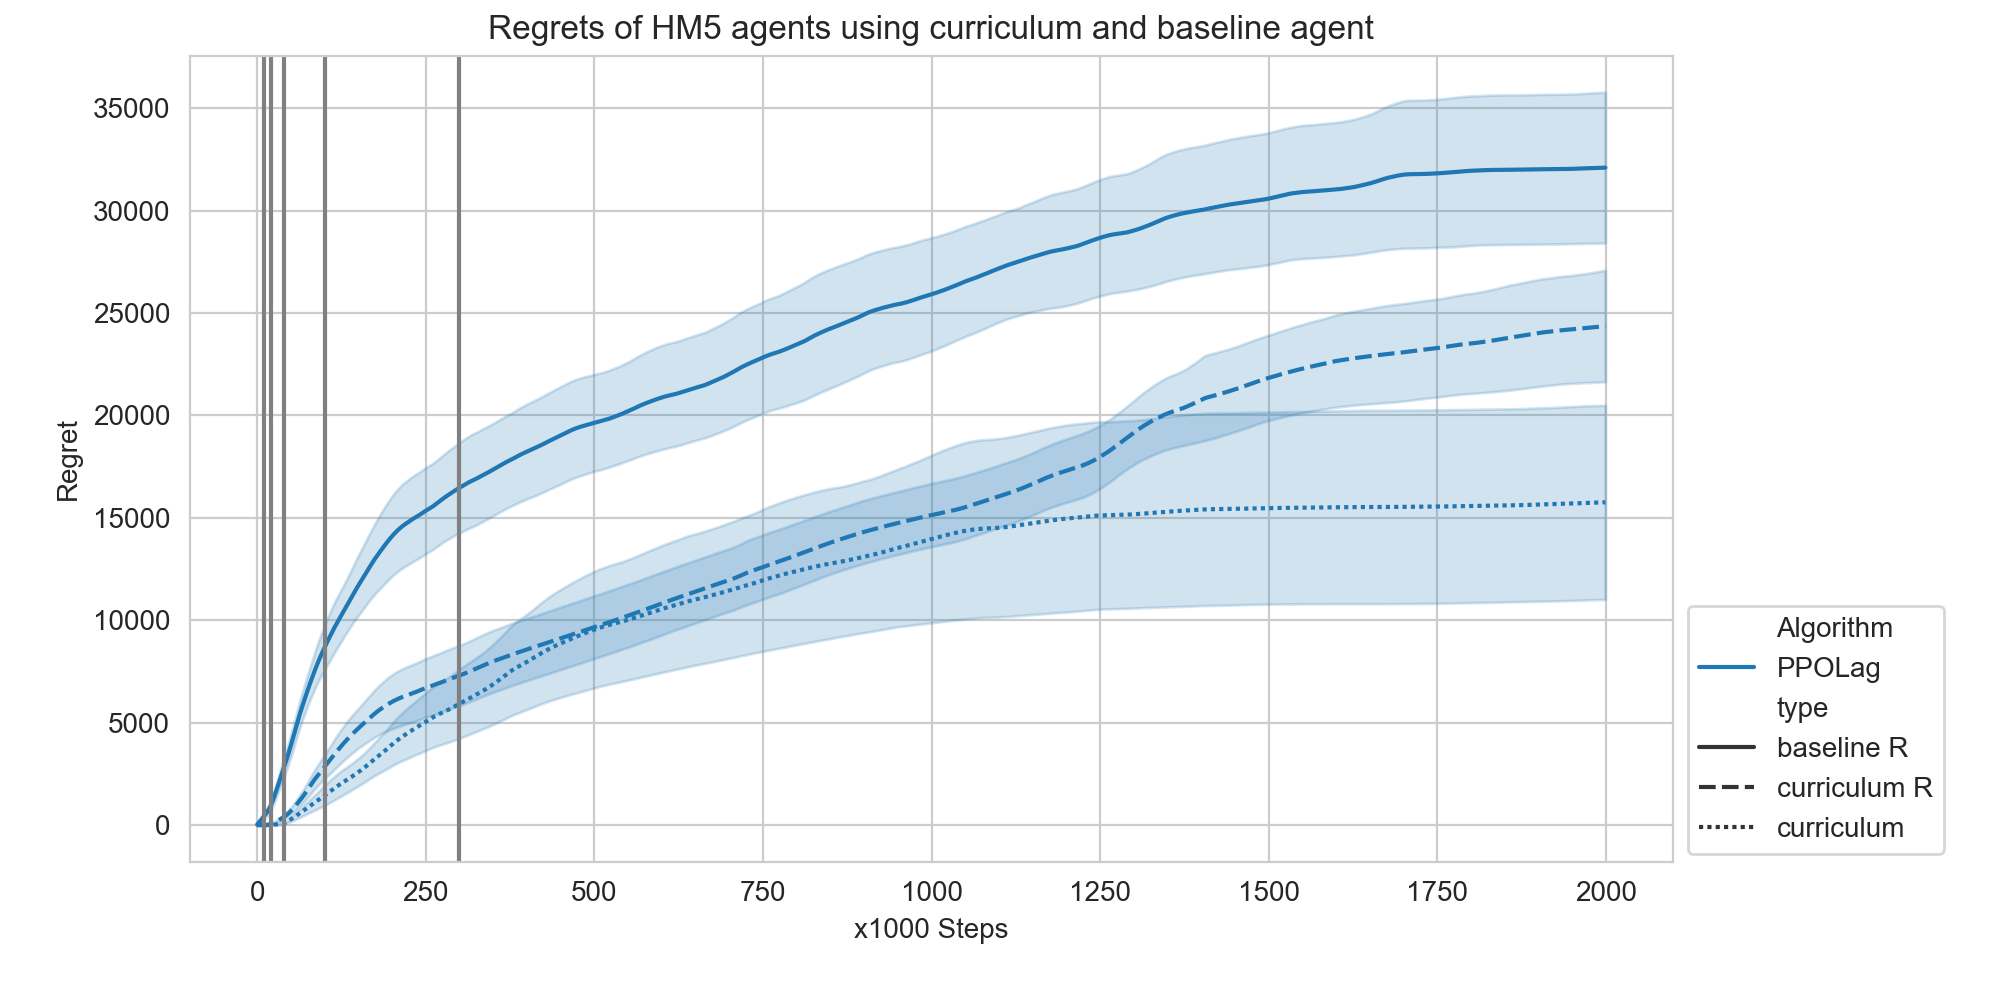 Regrets of HM5 agents using curriculum and baseline agent
35000
30000
25000
20000
15000
10000
5000
0
Regret
0 250 500 750 1000 1250 1500 1750 2000
x1000 Steps
Algorithm
PPOLag
type
baseline R
curriculum R
curriculum